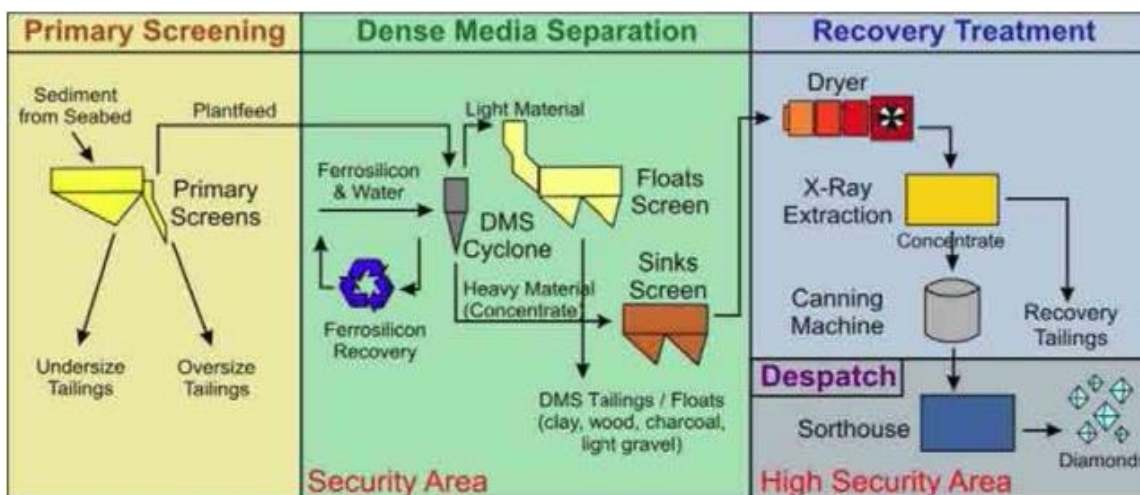 Primary Screening
Sediment
from Seabed
Plantfeed
Primary
Screens
Undersize
Tailings
Oversize
Tailings
Dense Media Separation
Light Material
Ferrosilicon
& Water
Floats
Screen
DMS
Cyclone
Sinks
Screen
Heavy Material
(Concentrate)
Ferrosilicon
Recovery
DMS Tailings / Floats
(clay, wood, charcoal,
light gravel)
Security Area
Recovery Treatment
Dryer
X-Ray
Extraction
Concentrate
Canning
Machine
Recovery
Tailings
Despatch
Sorthouse
Diamonds
High Security Area